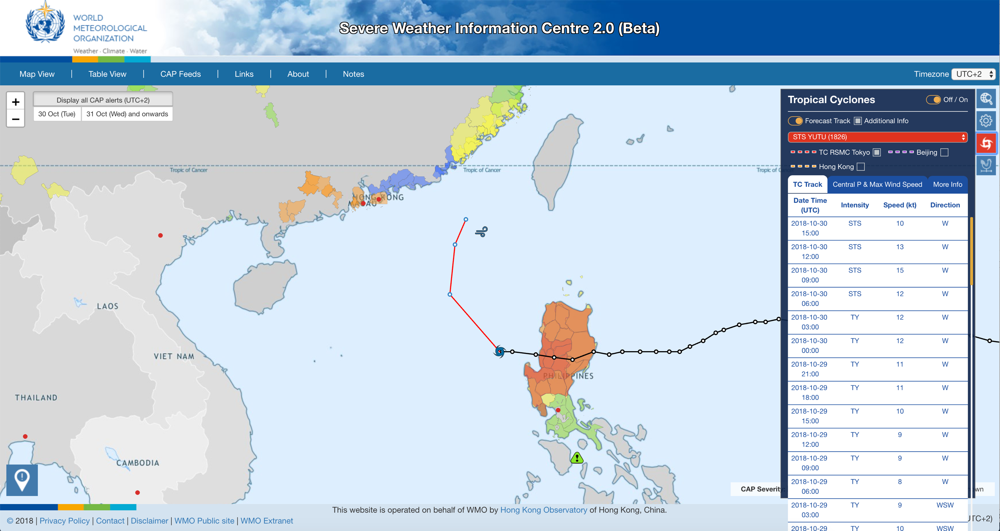 WORLD
METEOROLOGICAL
ORGANIZATION
Weather · Climate · Water
Severe Weather Information Centre 2.0 (Beta)
Map View | Table View | CAP Feeds | Links | About | Notes
Timezone UTC+2
+
−
Display all CAP alerts (UTC+2)
30 Oct (Tue) 31 Oct (Wed) and onwards
Tropic of Cancer
Tropic of Cancer
Tropic of Cancer
HONG KONG
MACAU
LAOS
VIET NAM
THAILAND
CAMBODIA
PHILIPPINES
Tropical Cyclones Off / On
Forecast Track Additional Info
STS YUTU (1826)
TC RSMC Tokyo Beijing
Hong Kong
TC Track Central P & Max Wind Speed More Info
Date Time (UTC) Intensity Speed (kt) Direction
2018-10-30 15:00 STS 10 W
2018-10-30 12:00 STS 13 W
2018-10-30 09:00 STS 15 W
2018-10-30 06:00 STS 12 W
2018-10-30 03:00 TY 12 W
2018-10-30 00:00 TY 12 W
2018-10-29 21:00 TY 11 W
2018-10-29 18:00 TY 11 W
2018-10-29 15:00 TY 10 W
2018-10-29 12:00 TY 9 W
2018-10-29 09:00 TY 9 W
2018-10-29 06:00 TY 8 W
2018-10-29 03:00 TY 9 WSW
2018-10-29 TY 10 WSW
CAP Severity:
This website is operated on behalf of WMO by Hong Kong Observatory of Hong Kong, China.
© 2018 | Privacy Policy | Contact | Disclaimer | WMO Public site | WMO Extranet
UTC+2)